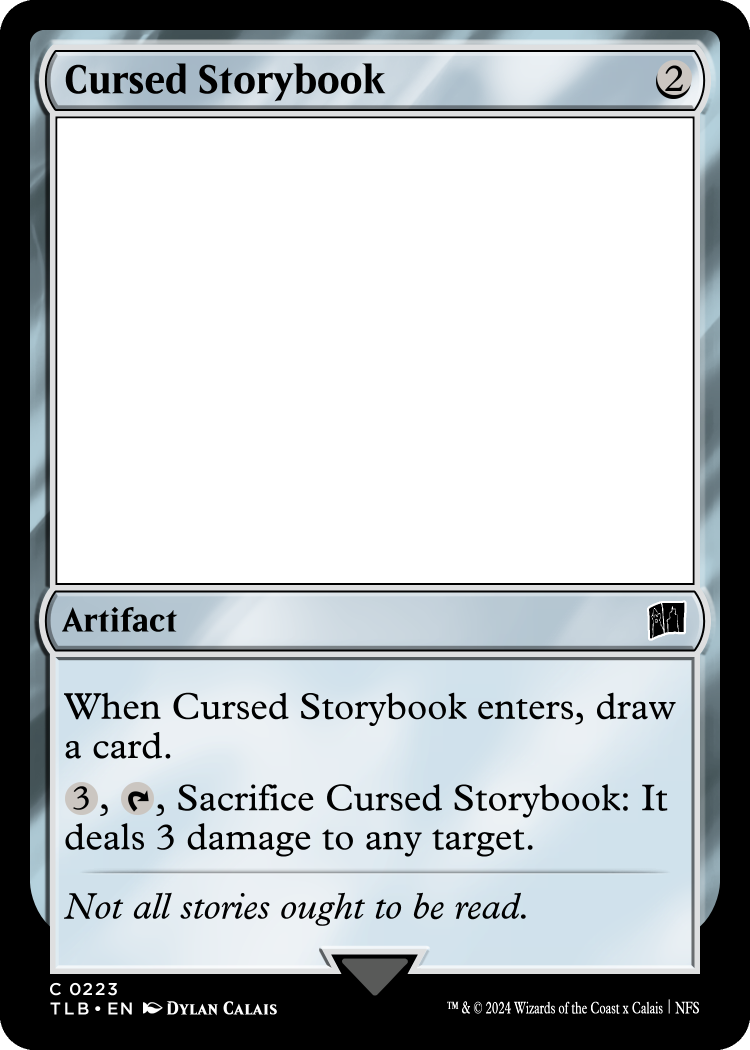 Cursed Storybook 2
Artifact
When Cursed Storybook enters, draw
a card.
3, , Sacrifice Cursed Storybook: It
deals 3 damage to any target.
Not all stories ought to be read.
C 0223
TLB • EN DYLAN CALAIS
™ & © 2024 Wizards of the Coast x Calais | NFS